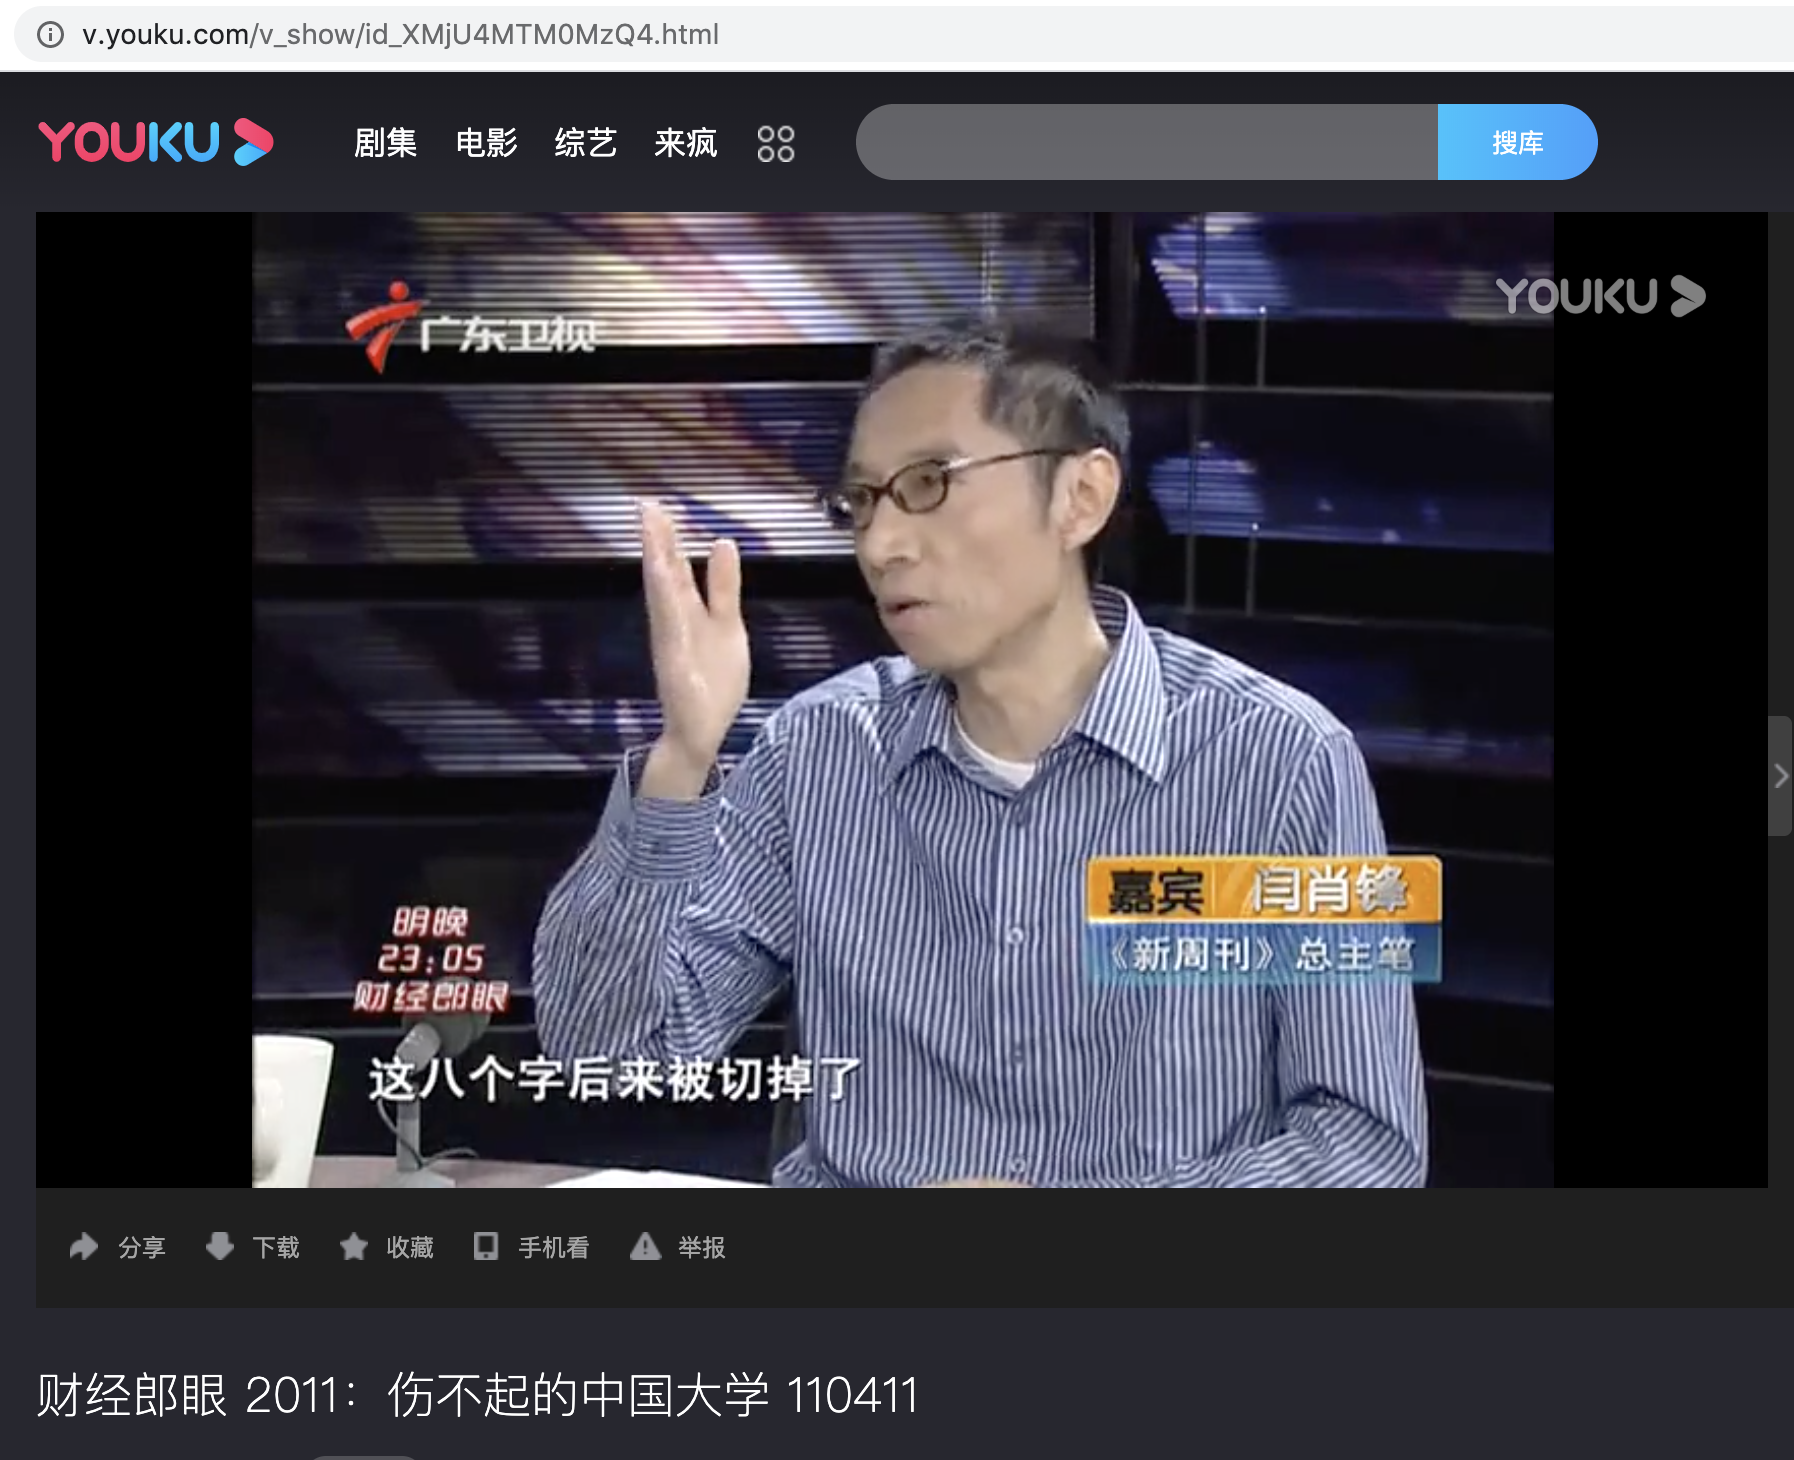 v.youku.com/v_show/id_XMjU4MTM0MzQ4.html
YOUKU 剧集 电影 综艺 来疯 搜库
广东卫视
YOUKU
嘉宾 闫肖锋
《新周刊》总主笔
明晚
23:05
财经郎眼
这八个字后来被切掉了
分享 下载 收藏 手机看 举报
财经郎眼 2011：伤不起的中国大学 110411